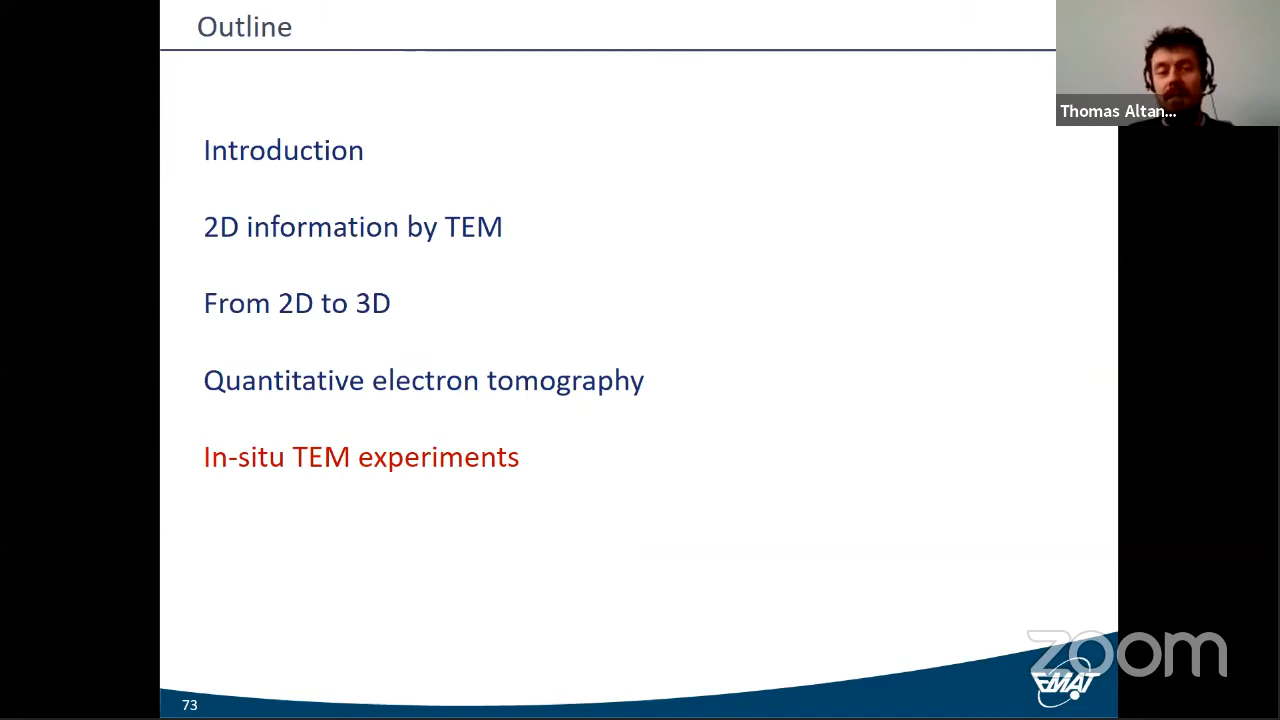 Outline
Thomas Altan...
Introduction
2D information by TEM
From 2D to 3D
Quantitative electron tomography
In-situ TEM experiments
zoom
EMAT
73